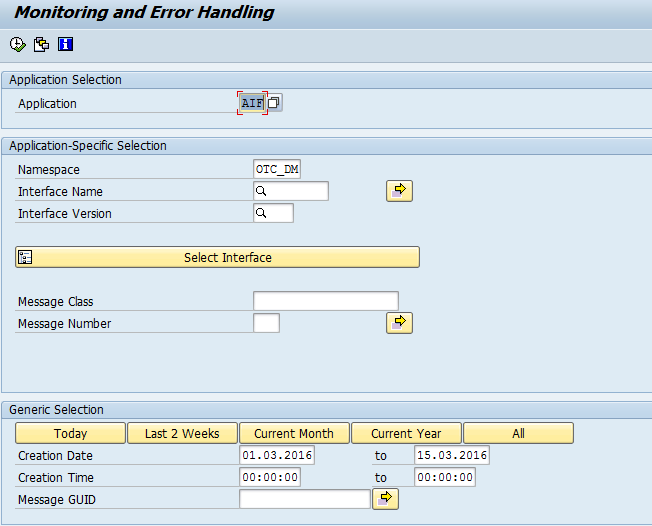 Monitoring and Error Handling
Application Selection
Application AIF
Application-Specific Selection
Namespace OTC_DM
Interface Name
Interface Version
Select Interface
Message Class
Message Number
Generic Selection
Today Last 2 Weeks Current Month Current Year All
Creation Date 01.03.2016 to 15.03.2016
Creation Time 00:00:00 to 00:00:00
Message GUID